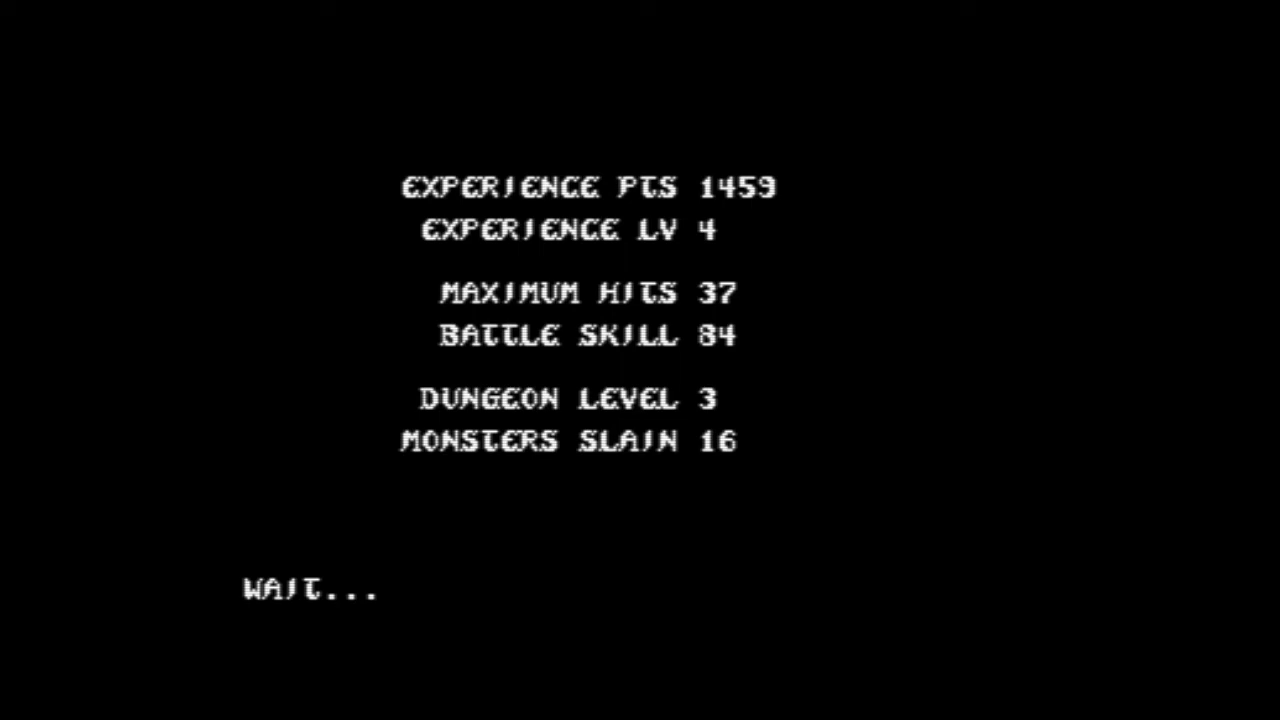 EXPERIENCE PTS 1459
EXPERIENCE LV 4
MAXIMUM HITS 37
BATTLE SKILL 84
DUNGEON LEVEL 3
MONSTERS SLAIN 16
WAIT...